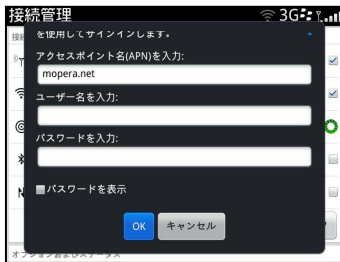 接続管理
3G
を使用してサインインします。
アクセスポイント名(APN)を入力:
mopera.net
ユーザー名を入力:
パスワードを入力:
パスワードを表示
OK
キャンセル
オプションおよびステータス